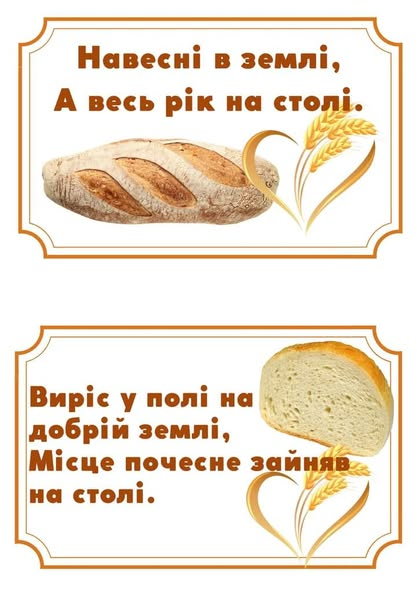 Навесні в землі,
А весь рік на столі.
Виріс у полі на
добрій землі,
Місце почесне зайняв
на столі.